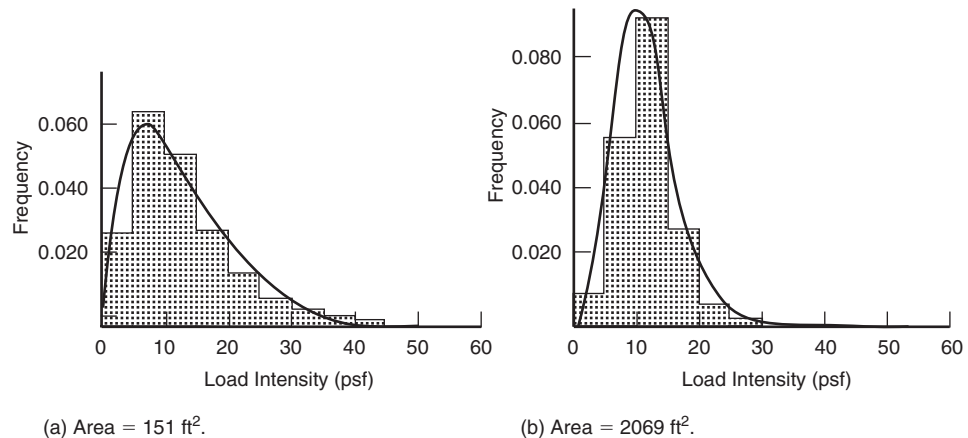 Frequency
0.060
0.040
0.020
0 10 20 30 40 50 60
Load Intensity (psf)
(a) Area = 151 ft².
Frequency
0.080
0.060
0.040
0.020
0 10 20 30 40 50 60
Load Intensity (psf)
(b) Area = 2069 ft².